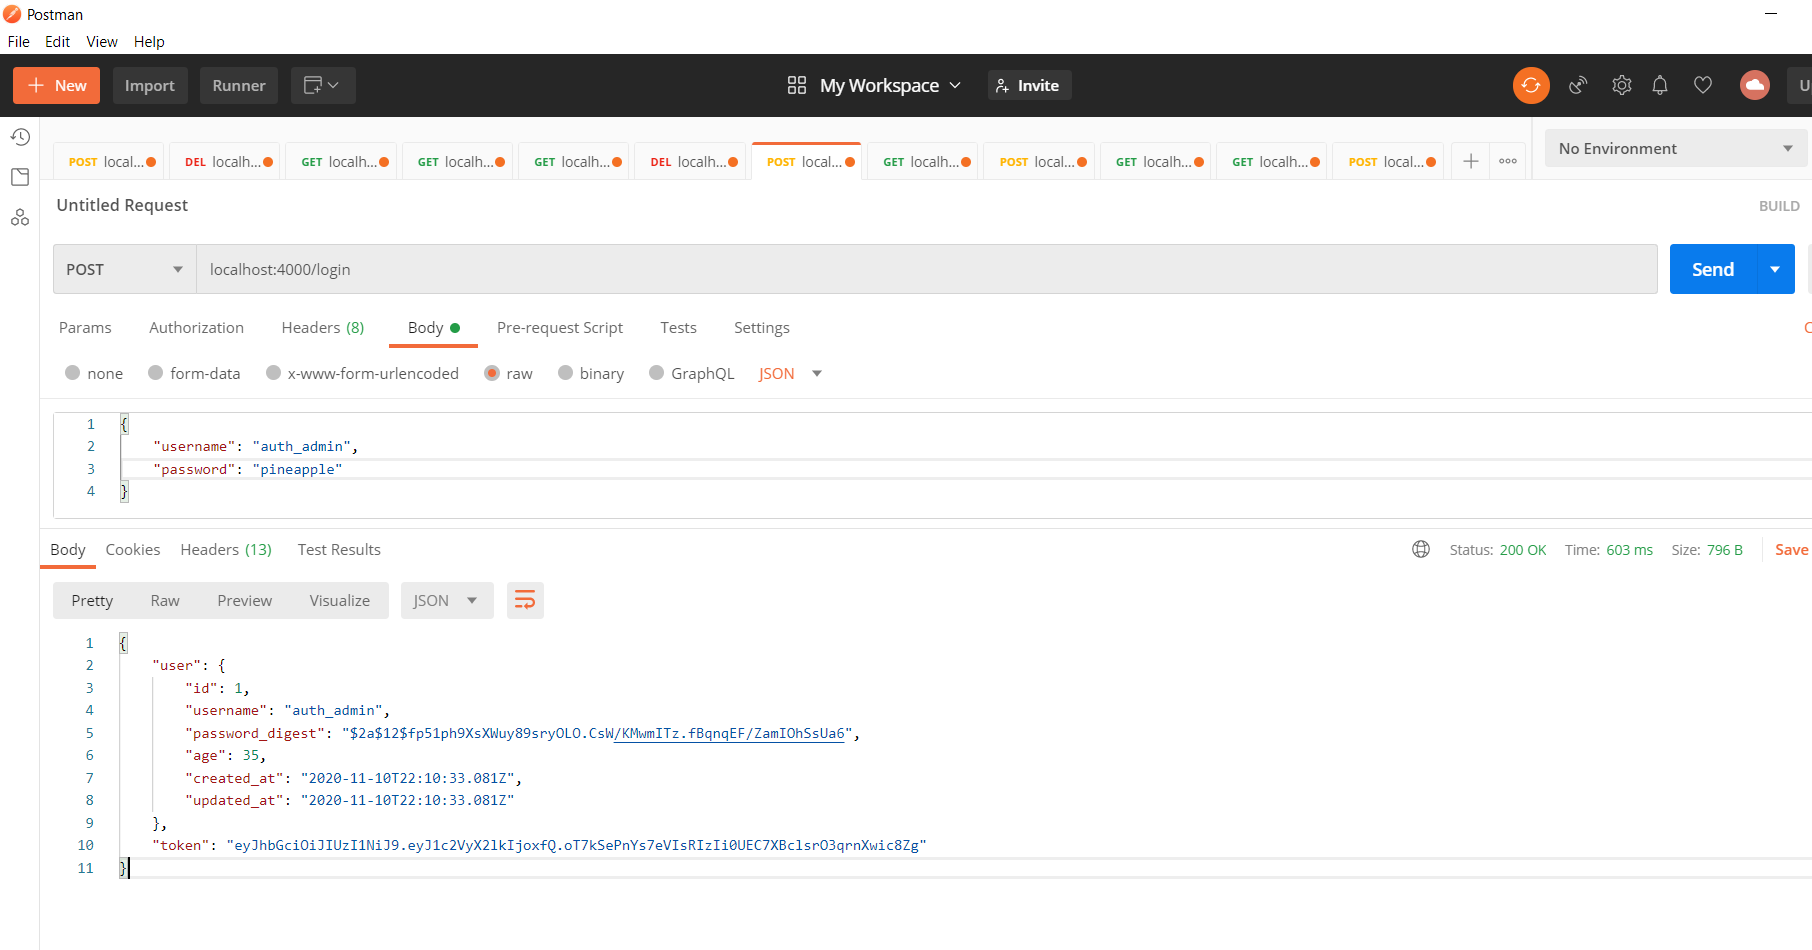 Postman
File Edit View Help
New Import Runner My Workspace Invite
POST local... DEL localh... GET localh... GET localh... GET localh... DEL localh... POST local... GET localh... POST local... GET localh... GET localh... POST local... No Environment
Untitled Request BUILD
POST localhost:4000/login Send
Params Authorization Headers (8) Body Pre-request Script Tests Settings
none form-data x-www-form-urlencoded raw binary GraphQL JSON
1 {
2 "username": "auth_admin",
3 "password": "pineapple"
4 }
Body Cookies Headers (13) Test Results Status: 200 OK Time: 603 ms Size: 796 B Save
Pretty Raw Preview Visualize JSON
1 {
2 "user": {
3 "id": 1,
4 "username": "auth_admin",
5 "password_digest": "$2a$12$fp51ph9XsXWuy89sryOLO.CsW/KMwmITz.fBqnqEF/ZamIOhSsUa6",
6 "age": 35,
7 "created_at": "2020-11-10T22:10:33.081Z",
8 "updated_at": "2020-11-10T22:10:33.081Z"
9 },
10 "token": "eyJhbGciOiJIUzI1NiJ9.eyJ1c2VyX2lkIjoxfQ.oT7kSePnYs7eVIsRIzIi0UEC7XBclsrO3qrnXwic8Zg"
11 }